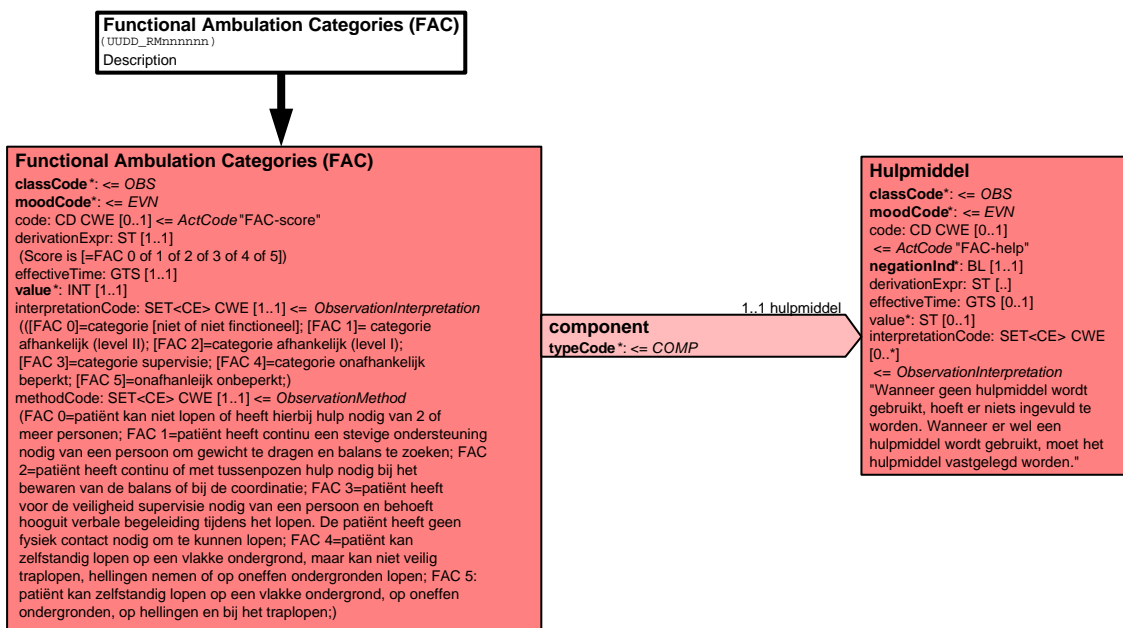 Functional Ambulation Categories (FAC)
(UUDD_RMnnnnnn)
Description
Functional Ambulation Categories (FAC)
classCode*: <= OBS
moodCode*: <= EVN
code: CD CWE [0..1] <= ActCode "FAC-score"
derivationExpr: ST [1..1]
(Score is [=FAC 0 of 1 of 2 of 3 of 4 of 5])
effectiveTime: GTS [1..1]
value*: INT [1..1]
interpretationCode: SET<CE> CWE [1..1] <= ObservationInterpretation
(([FAC 0]=categorie [niet of niet finctioneel]; [FAC 1]= categorie
afhankelijk (level II); [FAC 2]=categorie afhankelijk (level I);
[FAC 3]=categorie supervisie; [FAC 4]=categorie onafhankelijk
beperkt; [FAC 5]=onafhanleijk onbeperkt;)
methodCode: SET<CE> CWE [1..1] <= ObservationMethod
(FAC 0=patiënt kan niet lopen of heeft hierbij hulp nodig van 2 of
meer personen; FAC 1=patiënt heeft continu een stevige ondersteuning
nodig van een persoon om gewicht te dragen en balans te zoeken; FAC
2=patiënt heeft continu of met tussenpozen hulp nodig bij het
bewaren van de balans of bij de coordinatie; FAC 3=patiënt heeft
voor de veiligheid supervisie nodig van een persoon en behoeft
hooguit verbale begeleiding tijdens het lopen. De patiënt heeft geen
fysiek contact nodig om te kunnen lopen; FAC 4=patiënt kan
zelfstandig lopen op een vlakke ondergrond, maar kan niet veilig
traplopen, hellingen nemen of op oneffen ondergronden lopen; FAC 5:
patiënt kan zelfstandig lopen op een vlakke ondergrond, op oneffen
ondergronden, op hellingen en bij het traplopen;)
1..1 hulpmiddel
component
typeCode*: <= COMP
Hulpmiddel
classCode*: <= OBS
moodCode*: <= EVN
code: CD CWE [0..1]
<= ActCode "FAC-help"
negationInd*: BL [1..1]
derivationExpr: ST [..]
effectiveTime: GTS [0..1]
value*: ST [0..1]
interpretationCode: SET<CE> CWE
[0..*]
<= ObservationInterpretation
"Wanneer geen hulpmiddel wordt
gebruikt, hoeft er niets ingevuld te
worden. Wanneer er wel een
hulpmiddel wordt gebruikt, moet het
hulpmiddel vastgelegd worden."